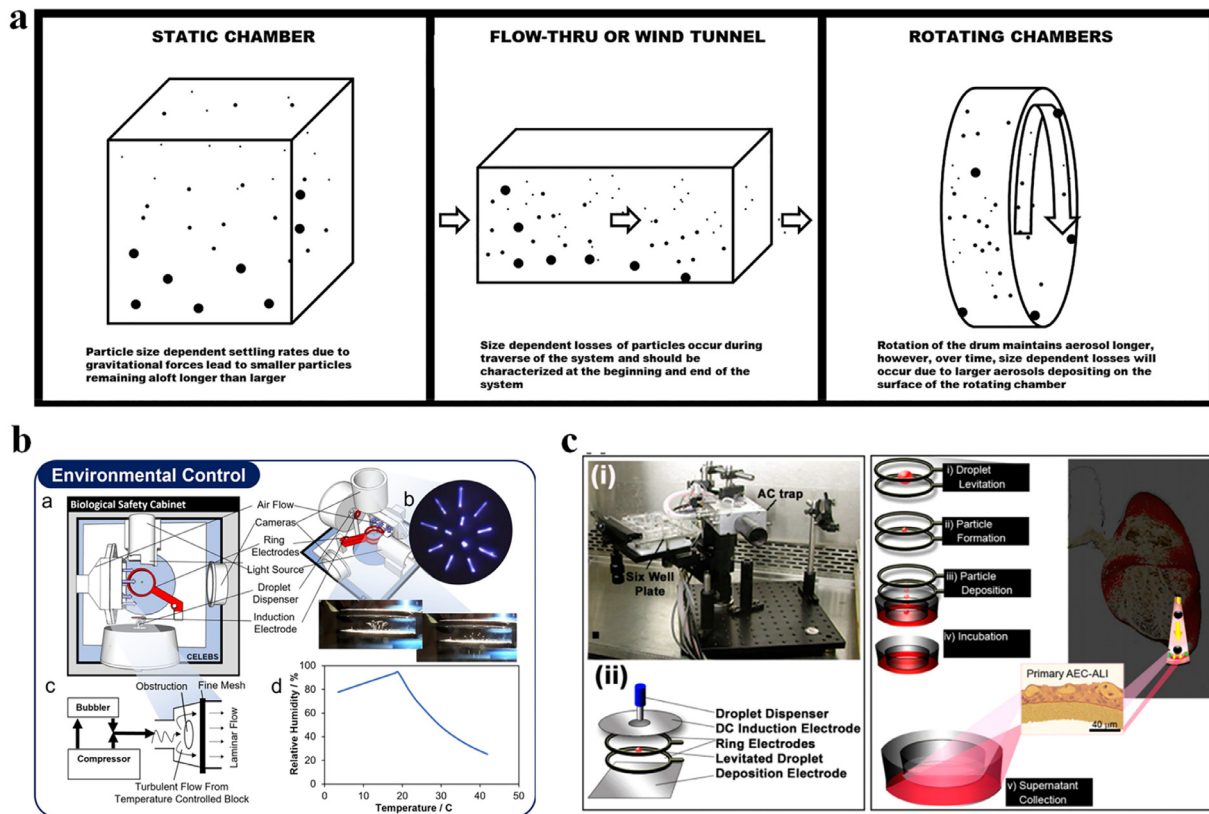 a
STATIC CHAMBER
Particle size dependent settling rates due to
gravitational forces lead to smaller particles
remaining aloft longer than larger
FLOW-THRU OR WIND TUNNEL
Size dependent losses of particles occur during
traverse of the system and should be
characterized at the beginning and end of the
system
ROTATING CHAMBERS
Rotation of the drum maintains aerosol longer,
however, over time, size dependent losses will
occur due to larger aerosols depositing on the
surface of the rotating chamber
b
Environmental Control
a
Biological Safety Cabinet
CELEBS
Air Flow
Cameras
Ring
Electrodes
Light Source
Droplet
Dispenser
Induction
Electrode
b
c
Obstruction
Fine Mesh
Bubbler
Compressor
Laminar Flow
Turbulent Flow From
Temperature Controlled Block
d
Relative Humidity / %
100
80
60
40
20
0
0 10 20 30 40 50
Temperature / C
c
(i)
AC trap
Six Well
Plate
(ii)
Droplet Dispenser
DC Induction Electrode
Ring Electrodes
Levitated Droplet
Deposition Electrode
i) Droplet
Levitation
ii) Particle
Formation
iii) Particle
Deposition
iv) Incubation
Primary AEC-ALI
40 µm
v) Supernatant
Collection